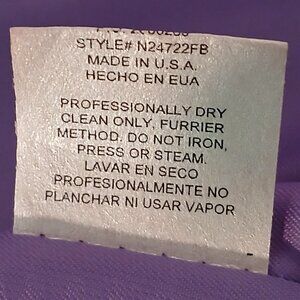 STYLE# N24722FB
MADE IN U.S.A.
HECHO EN EUA
PROFESSIONALLY DRY
CLEAN ONLY, FURRIER
METHOD. DO NOT IRON,
PRESS OR STEAM.
LAVAR EN SECO
PROFESIONALMENTE NO
PLANCHAR NI USAR VAPOR